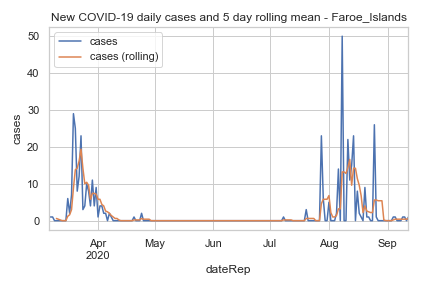 New COVID-19 daily cases and 5 day rolling mean - Faroe_Islands
cases
cases (rolling)
50
40
30
20
10
0
cases
Apr
2020
May
Jun
Jul
Aug
Sep
dateRep